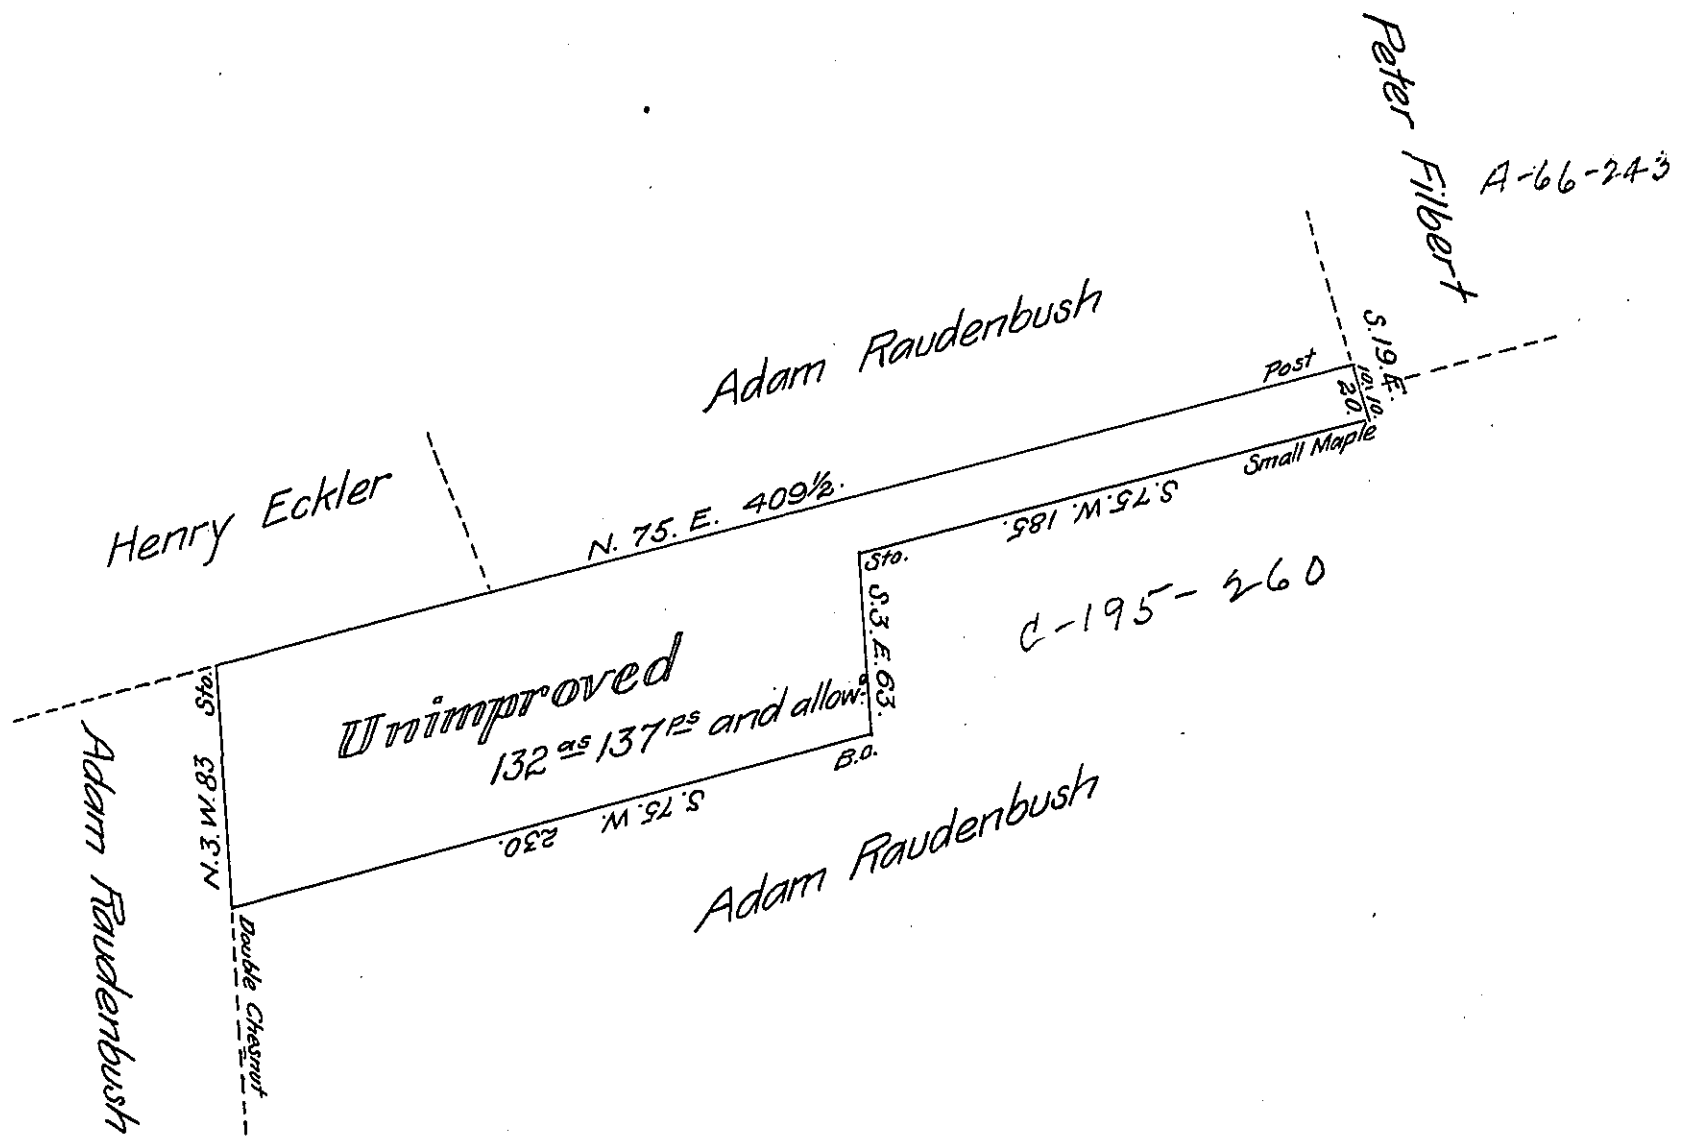 Peter Filbert
A-66-243
Adam Raudenbush
S. 19. E.
Post
10. 10.
20.
Small Maple
Henry Eckler
N. 75. E. 409½.
S. 75. W. 185.
Sto.
S. 3. E. 63.
C-195-260
Sto.
Unimproved
132 as 137 ps and allowe
B.O.
N. 3. W. 83
S. 75. W. 230.
Adam Raudenbush
Adam Raudenbush
Double Chesnut